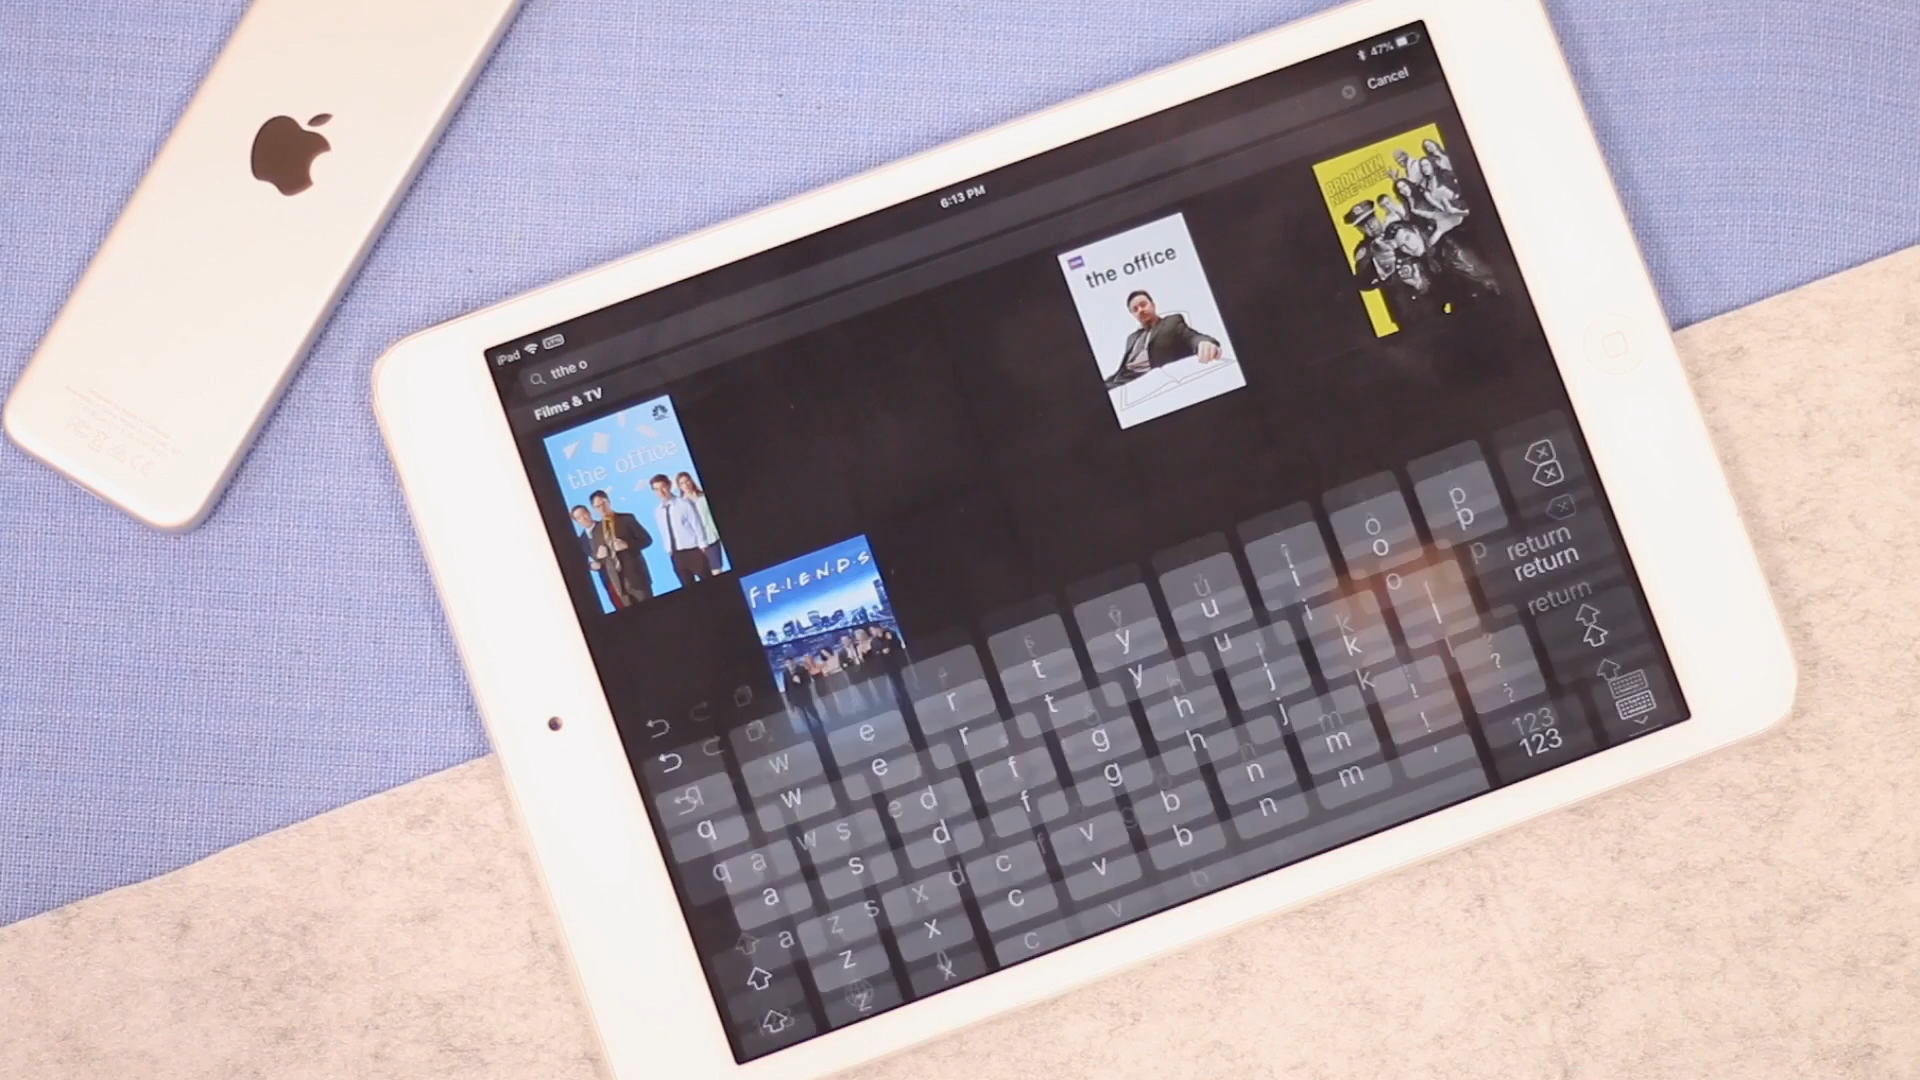 iPad
6:13 PM
47%
tthe o
Cancel
Films & TV
the office
FRIENDS
the office
BROOKLYN
NINE-NINE
q w e r t y u i o p
return
a s d f g h j k l
z x c v b n m ! ?
123